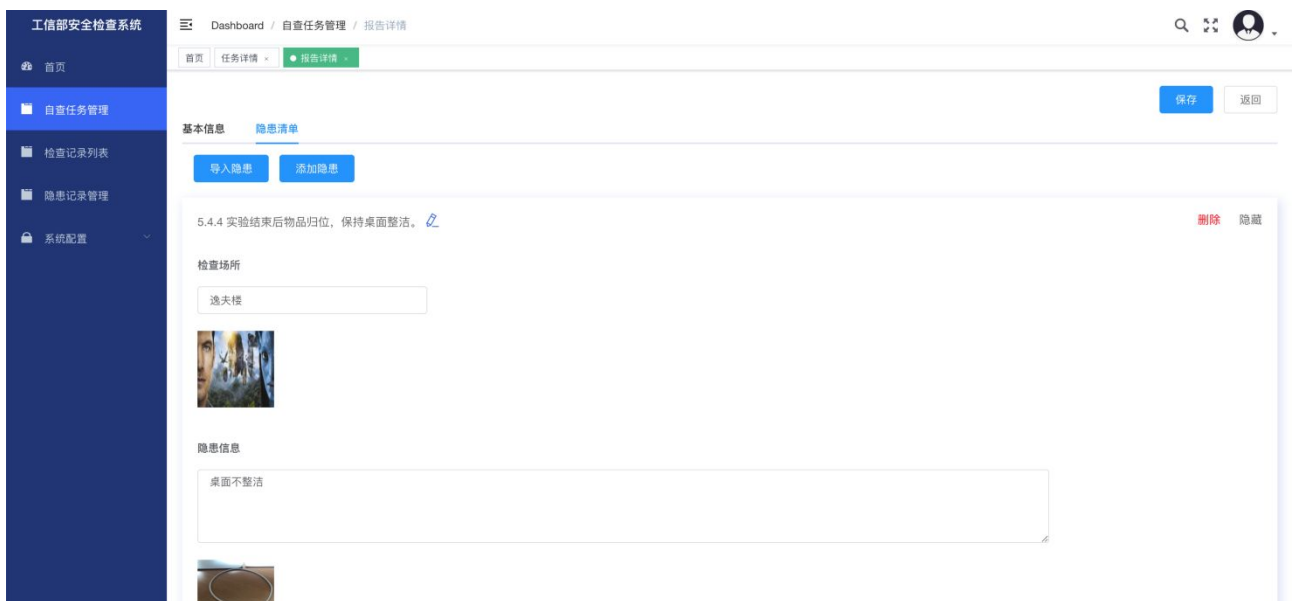 工信部安全检查系统
Dashboard / 自查任务管理 / 报告详情
首页 任务详情 × ● 报告详情 ×
首页
自查任务管理
检查记录列表
隐患记录管理
系统配置
保存 返回
基本信息 隐患清单
导入隐患 添加隐患
5.4.4 实验结束后物品归位，保持桌面整洁。
删除 隐藏
检查场所
逸夫楼
隐患信息
桌面不整洁